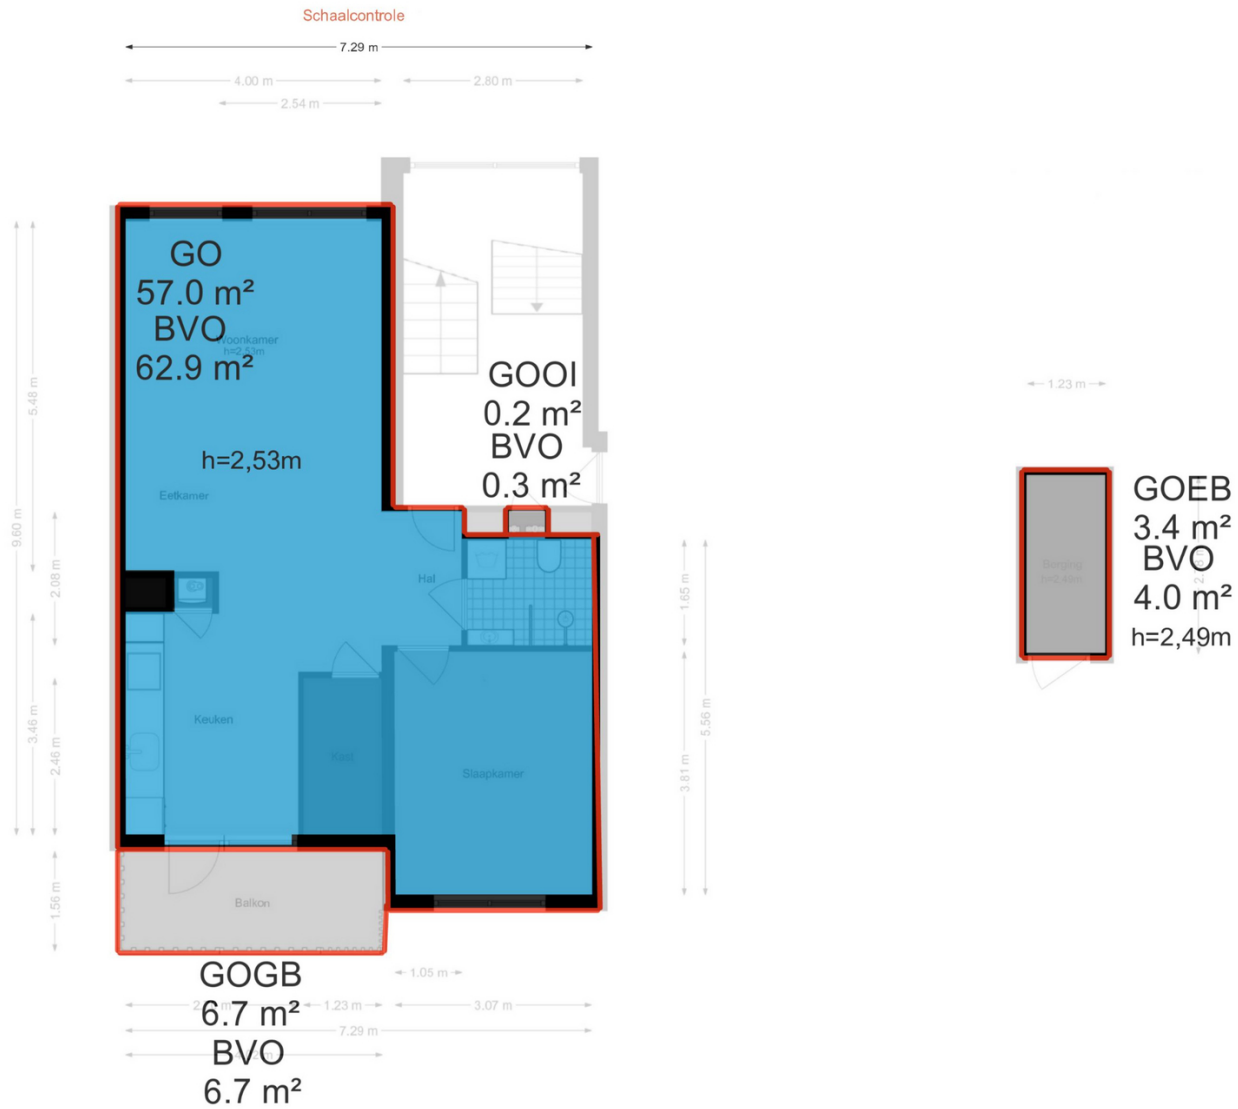 Schaalcontrole
7.29 m
4.00 m
2.80 m
2.54 m
GO
57.0 m²
BVO
62.9 m²
Woonkamer
h=2,53m
h=2,53m
Eetkamer
GOOI
0.2 m²
BVO
0.3 m²
Hal
Keuken
Kast
Slaapkamer
Balkon
9.60 m
5.48 m
2.08 m
3.46 m
2.46 m
1.56 m
1.65 m
5.56 m
3.81 m
1.23 m
GOEB
3.4 m²
BVO
4.0 m²
h=2,49m
Berging
h=2,49m
GOGB
6.7 m²
BVO
6.7 m²
1.05 m
1.23 m
3.07 m
7.29 m